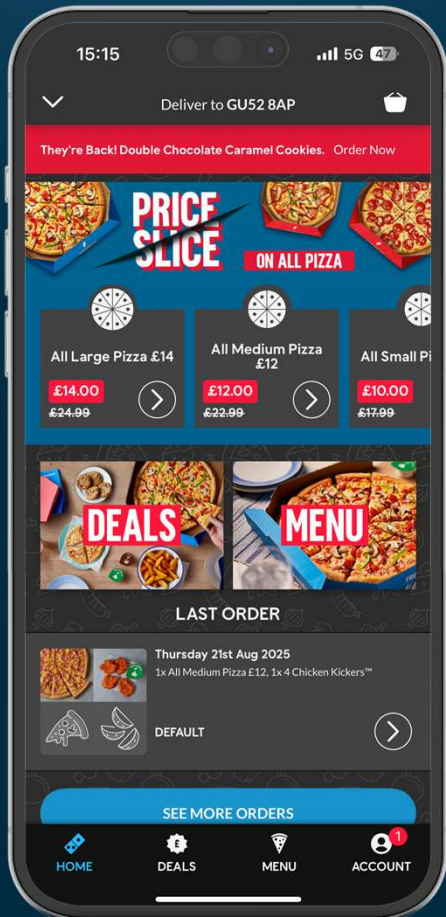 15:15
5G 47
Deliver to GU52 8AP
They're Back! Double Chocolate Caramel Cookies. Order Now
PRICE
SLICE
ON ALL PIZZA
All Large Pizza £14
£14.00
£24.99
All Medium Pizza
£12
£12.00
£22.99
All Small Pi
£10.00
£17.99
DEALS
MENU
LAST ORDER
Thursday 21st Aug 2025
1x All Medium Pizza £12, 1x 4 Chicken Kickers™
DEFAULT
SEE MORE ORDERS
£
1
HOME
DEALS
MENU
ACCOUNT